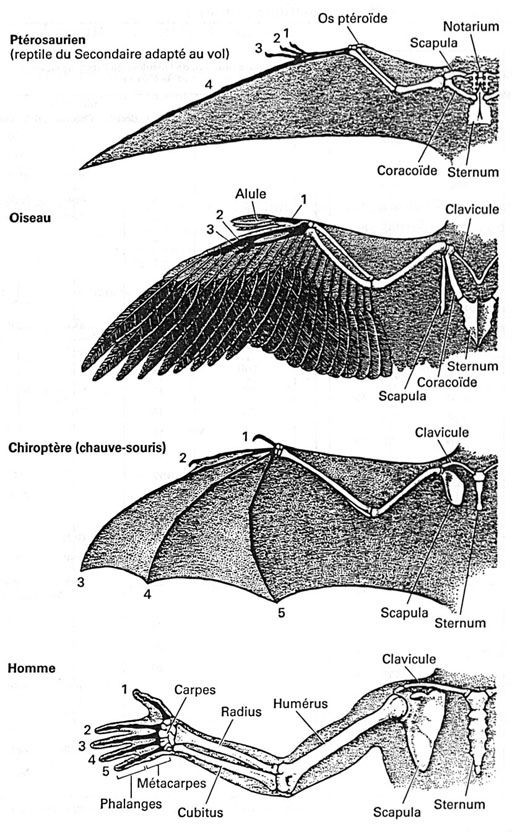 Ptérosaurien
(reptile du Secondaire adapté au vol)
Os ptéroïde
Notarium
Scapula
1
2
3
4
Coracoïde
Sternum
Oiseau
Alule
1
2
3
Clavicule
Sternum
Coracoïde
Scapula
Chiroptère (chauve-souris)
1
2
Clavicule
3
4
5
Scapula
Sternum
Homme
Clavicule
1
Carpes
Radius
Humérus
2
3
4
5
Métacarpes
Phalanges
Cubitus
Scapula
Sternum